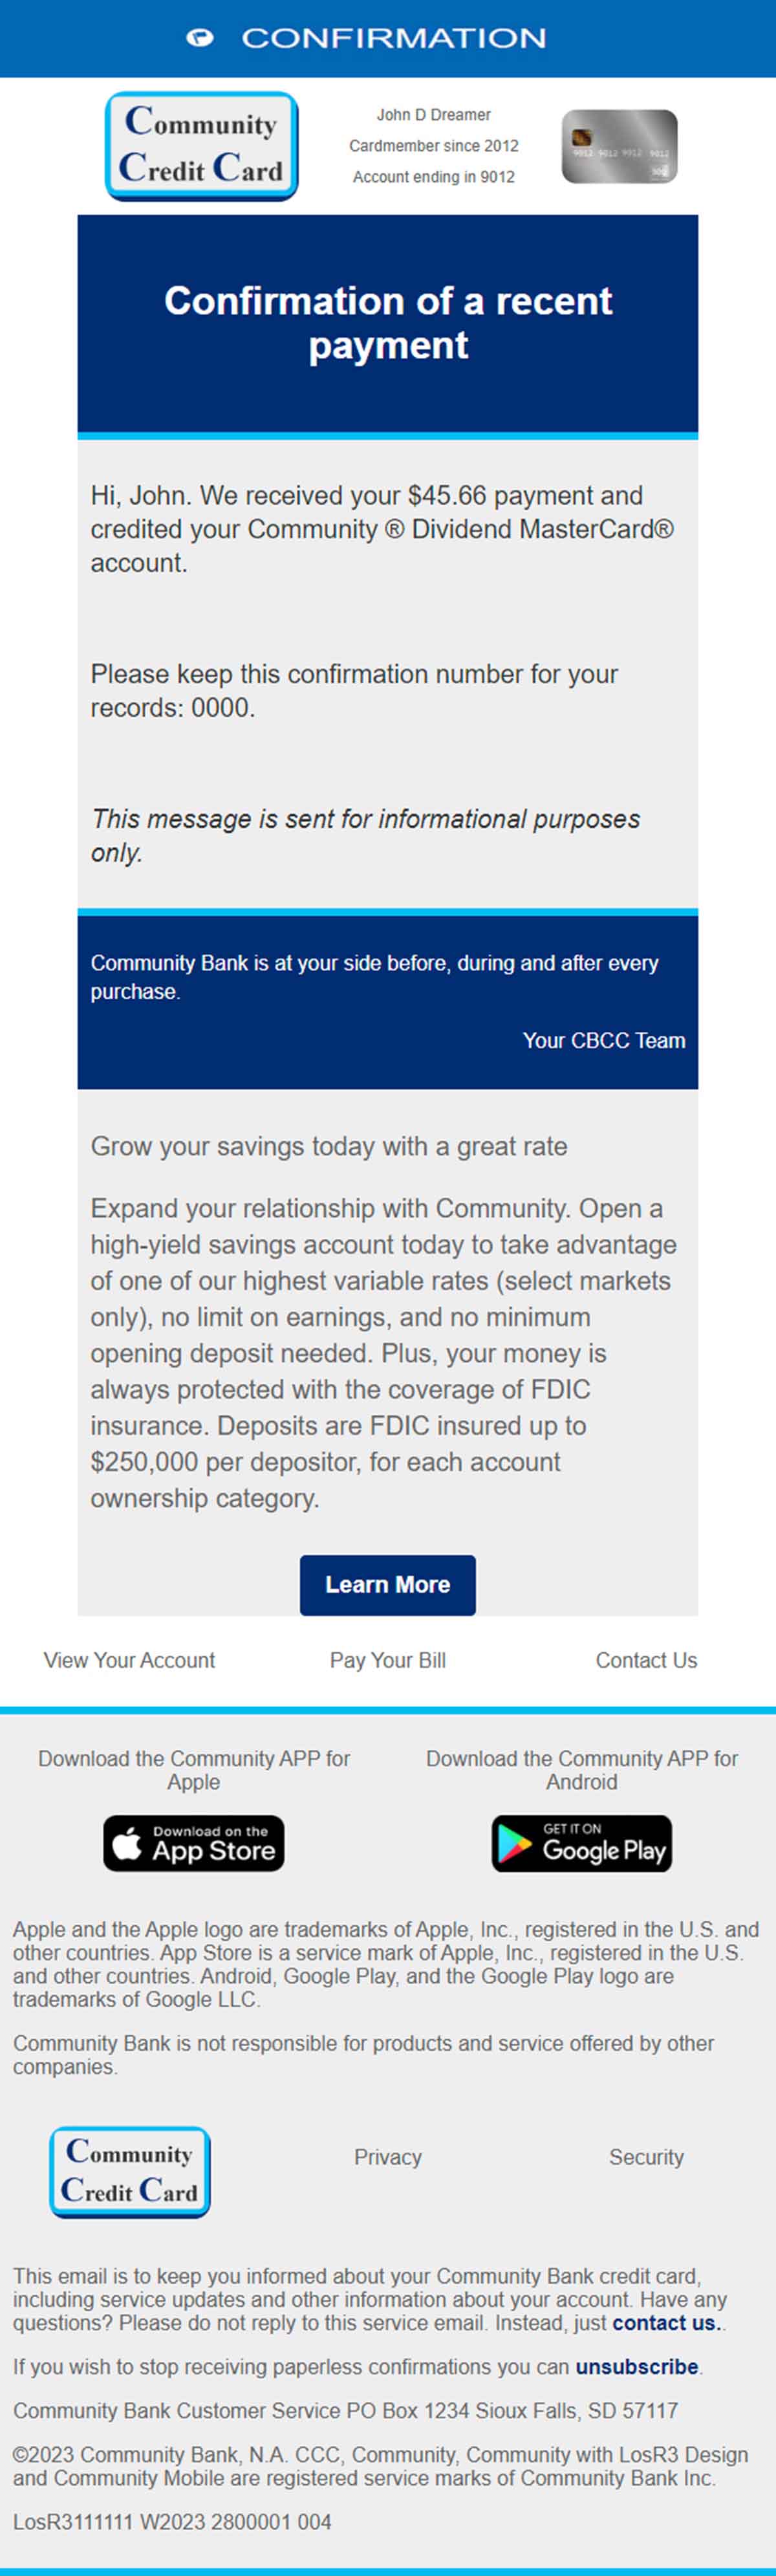 CONFIRMATION
Community
Credit Card
John D Dreamer
Cardmember since 2012
Account ending in 9012
9012 9012 9012 9012
Confirmation of a recent
payment
Hi, John. We received your $45.66 payment and
credited your Community ® Dividend MasterCard®
account.
Please keep this confirmation number for your
records: 0000.
This message is sent for informational purposes
only.
Community Bank is at your side before, during and after every
purchase.
Your CBCC Team
Grow your savings today with a great rate
Expand your relationship with Community. Open a
high-yield savings account today to take advantage
of one of our highest variable rates (select markets
only), no limit on earnings, and no minimum
opening deposit needed. Plus, your money is
always protected with the coverage of FDIC
insurance. Deposits are FDIC insured up to
$250,000 per depositor, for each account
ownership category.
Learn More
View Your Account
Pay Your Bill
Contact Us
Download the Community APP for
Apple
Download the Community APP for
Android
Download on the
App Store
GET IT ON
Google Play
Apple and the Apple logo are trademarks of Apple, Inc., registered in the U.S. and
other countries. App Store is a service mark of Apple, Inc., registered in the U.S.
and other countries. Android, Google Play, and the Google Play logo are
trademarks of Google LLC.
Community Bank is not responsible for products and service offered by other
companies.
Community
Credit Card
Privacy
Security
This email is to keep you informed about your Community Bank credit card,
including service updates and other information about your account. Have any
questions? Please do not reply to this service email. Instead, just contact us..
If you wish to stop receiving paperless confirmations you can unsubscribe.
Community Bank Customer Service PO Box 1234 Sioux Falls, SD 57117
©2023 Community Bank, N.A. CCC, Community, Community with LosR3 Design
and Community Mobile are registered service marks of Community Bank Inc.
LosR3111111 W2023 2800001 004